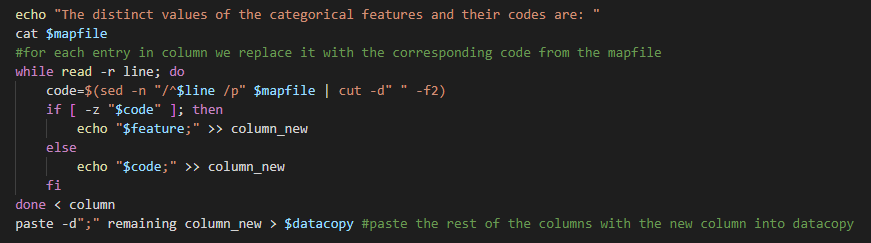 echo "The distinct values of the categorical features and their codes are: "
cat $mapfile
#for each entry in column we replace it with the corresponding code from the mapfile
while read -r line; do
    code=$(sed -n "/^$line /p" $mapfile | cut -d" " -f2)
    if [ -z "$code" ]; then
        echo "$feature;" >> column_new
    else
        echo "$code;" >> column_new
    fi
done < column
paste -d";" remaining column_new > $datacopy #paste the rest of the columns with the new column into datacopy